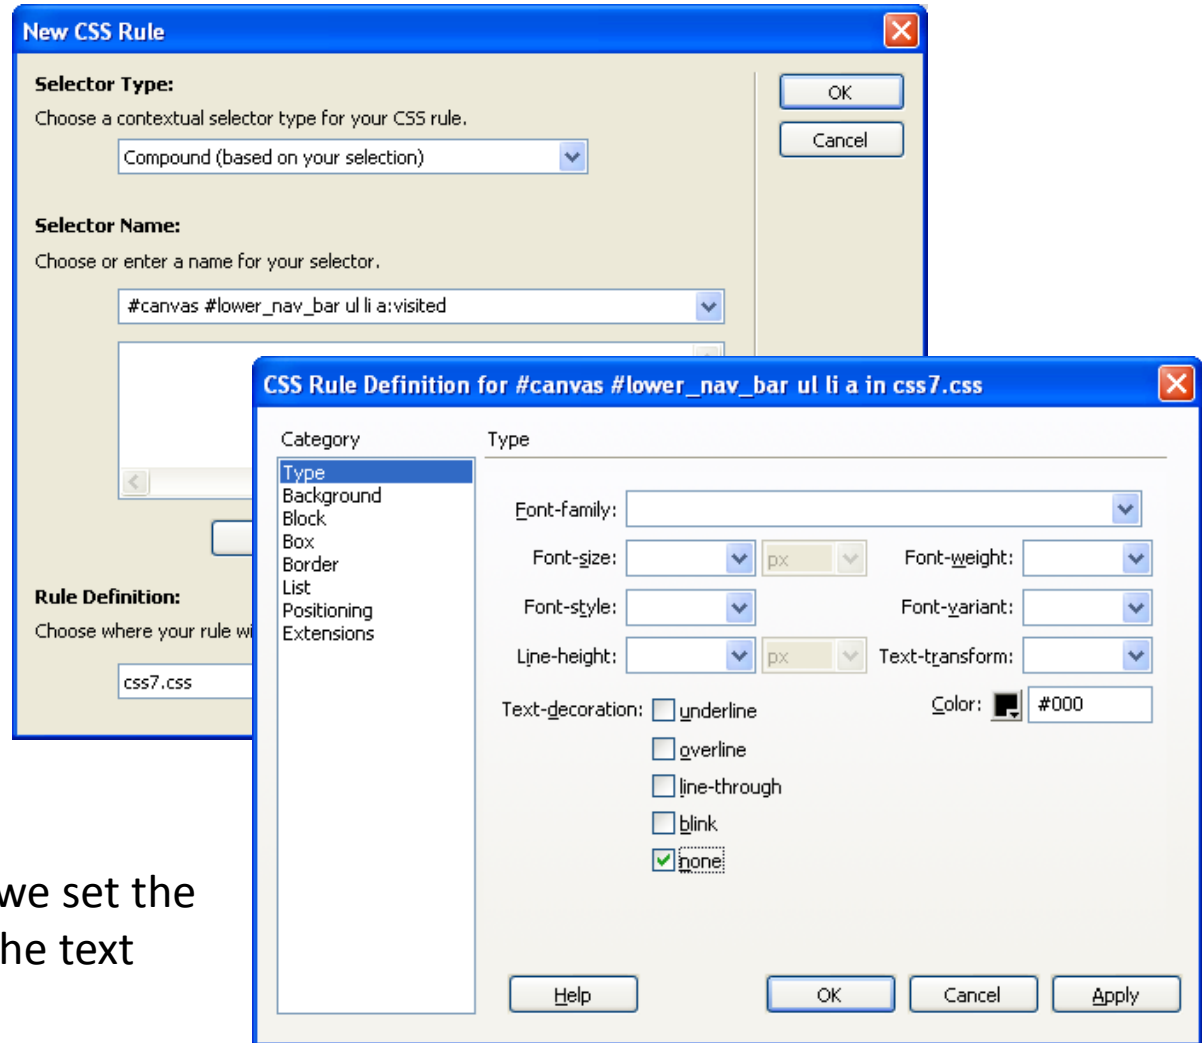 New CSS Rule
Selector Type:
Choose a contextual selector type for your CSS rule.
Compound (based on your selection)
OK
Cancel
Selector Name:
Choose or enter a name for your selector.
#canvas #lower_nav_bar ul li a:visited
Rule Definition:
Choose where your rule wi
css7.css
CSS Rule Definition for #canvas #lower_nav_bar ul li a in css7.css
Category
Type
Background
Block
Box
Border
List
Positioning
Extensions
Type
Font-family:
Font-size: px Font-weight:
Font-style: Font-variant:
Line-height: px Text-transform:
Text-decoration: underline Color: #000
overline
line-through
blink
none
Help OK Cancel Apply
we set the
he text